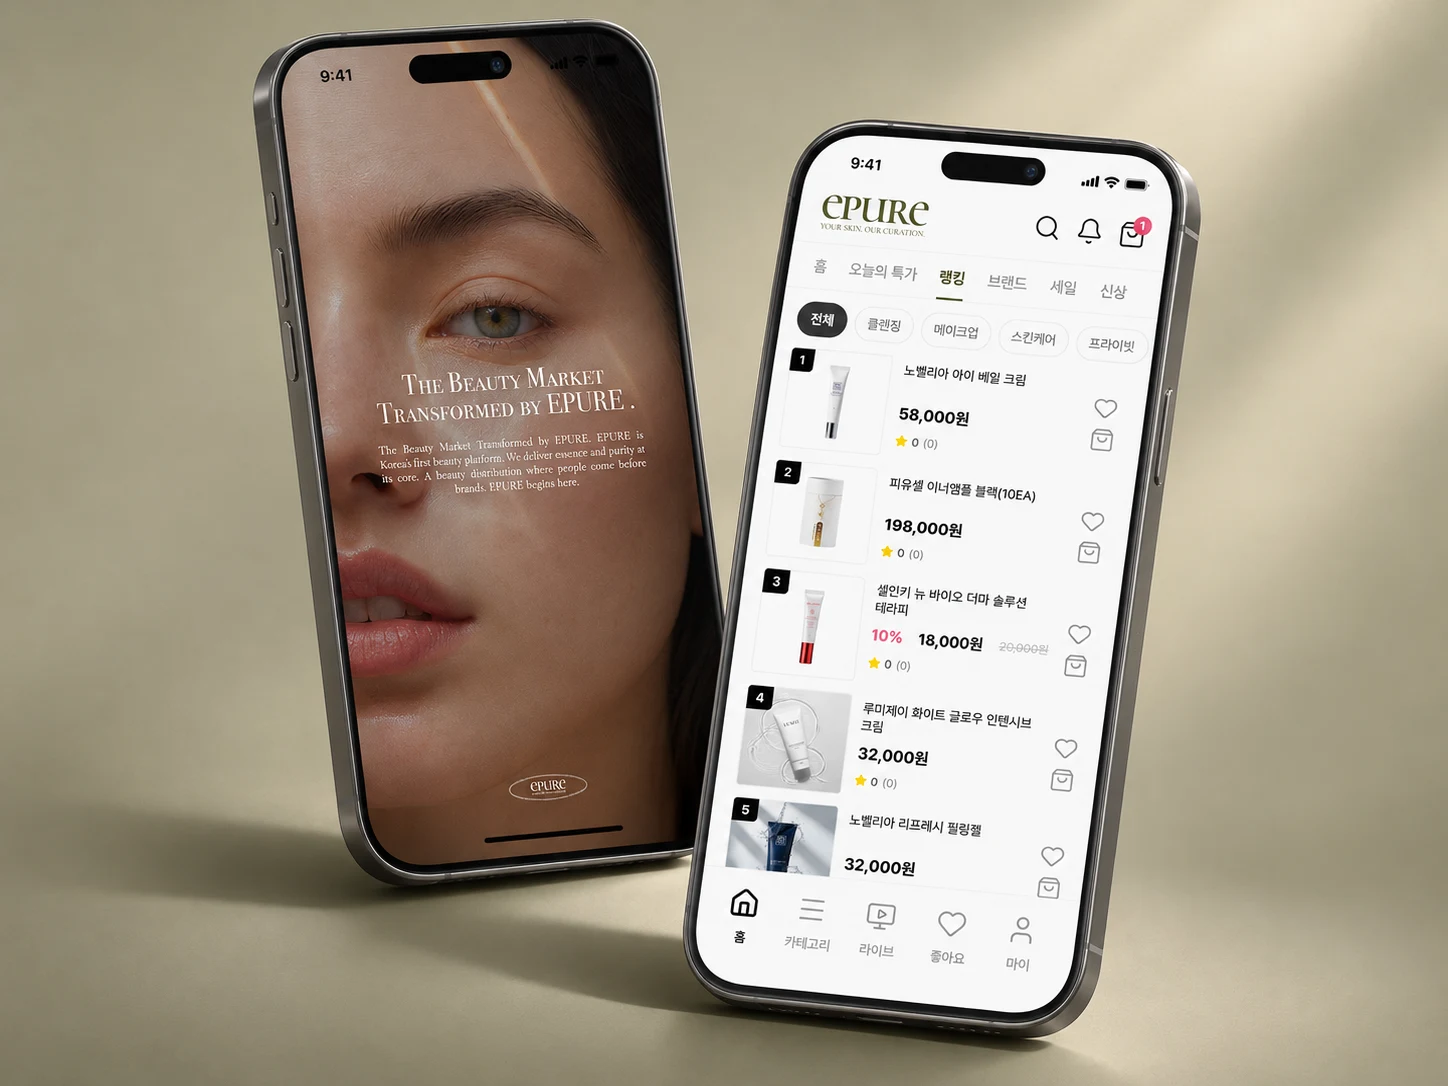 9:41
The Beauty Market
Transformed by EPURE .
The Beauty Market Transformed by EPURE. EPURE is
Korea's first beauty platform. We deliver essence and purity at
its core. A beauty distribution where people come before
brands. EPURE begins here.
epure
9:41
epure
YOUR SKIN. OUR CURATION.
1
홈 오늘의 특가 랭킹 브랜드 세일 신상
전체 클렌징 메이크업 스킨케어 프라이빗
1
노벨리아 아이 베일 크림
58,000원
0 (0)
2
피유셀 이너앰플 블랙(10EA)
198,000원
0 (0)
3
셀인키 뉴 바이오 더마 솔루션
테라피
10% 18,000원 20,000원
0 (0)
4
루미제이 화이트 글로우 인텐시브
크림
32,000원
0 (0)
5
노벨리아 리프레시 필링젤
32,000원
홈 카테고리 라이브 좋아요 마이